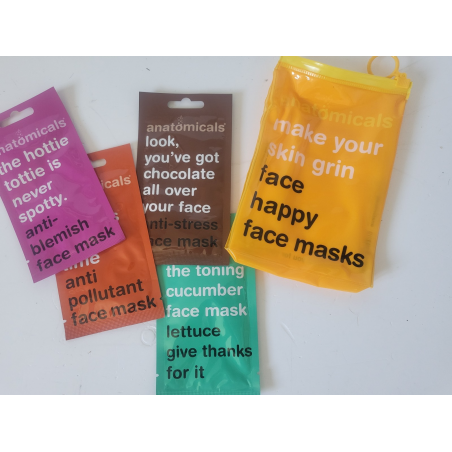 anatomicals
the hottie
tottie is
never
spotty.
anti-
blemish
face mask
anatomicals
anti
pollutant
face mask
anatomicals
look,
you've got
chocolate
all over
your face
anti-stress
face mask
the toning
cucumber
face mask
lettuce
give thanks
for it
anatomicals
make your
skin grin
face
happy
face masks